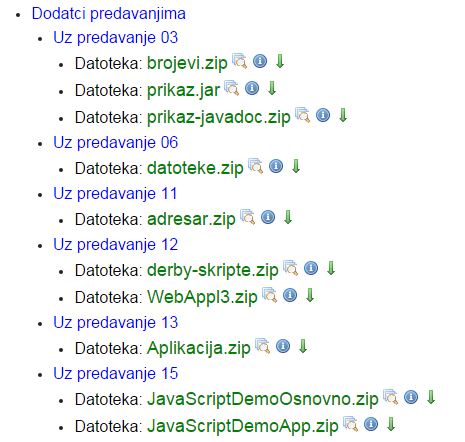 Dodatci predavanjima
Uz predavanje 03
Datoteka: brojevi.zip
Datoteka: prikaz.jar
Datoteka: prikaz-javadoc.zip
Uz predavanje 06
Datoteka: datoteke.zip
Uz predavanje 11
Datoteka: adresar.zip
Uz predavanje 12
Datoteka: derby-skripte.zip
Datoteka: WebAppl3.zip
Uz predavanje 13
Datoteka: Aplikacija.zip
Uz predavanje 15
Datoteka: JavaScriptDemoOsnovno.zip
Datoteka: JavaScriptDemoApp.zip